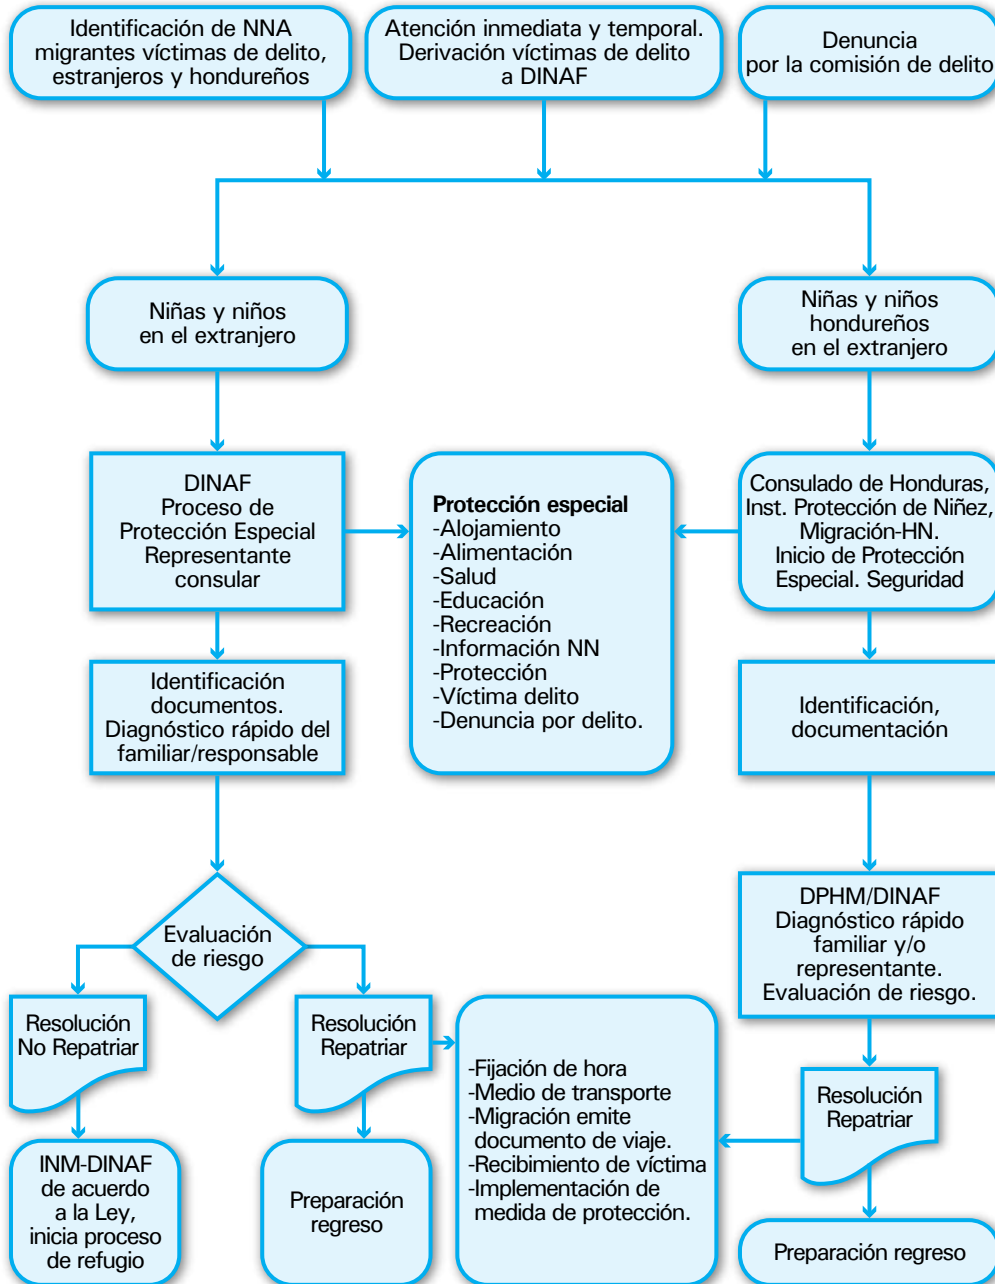 Identificación de NNA
migrantes víctimas de delito,
estranjeros y hondureños
Atención inmediata y temporal.
Derivación víctimas de delito
a DINAF
Denuncia
por la comisión de delito
Niñas y niños
en el extranjero
Niñas y niños
hondureños
en el extranjero
DINAF
Proceso de
Protección Especial
Representante
consular
Protección especial
-Alojamiento
-Alimentación
-Salud
-Educación
-Recreación
-Información NN
-Protección
-Víctima delito
-Denuncia por delito.
Consulado de Honduras,
Inst. Protección de Niñez,
Migración-HN.
Inicio de Protección
Especial. Seguridad
Identificación
documentos.
Diagnóstico rápido del
familiar/responsable
Identificación,
documentación
Evaluación
de riesgo
DPHM/DINAF
Diagnóstico rápido
familiar y/o
representante.
Evaluación de riesgo.
Resolución
No Repatriar
Resolución
Repatriar
-Fijación de hora
-Medio de transporte
-Migración emite
documento de viaje.
-Recibimiento de víctima
-Implementación de
medida de protección.
Resolución
Repatriar
INM-DINAF
de acuerdo
a la Ley,
inicia proceso
de refugio
Preparación
regreso
Preparación regreso